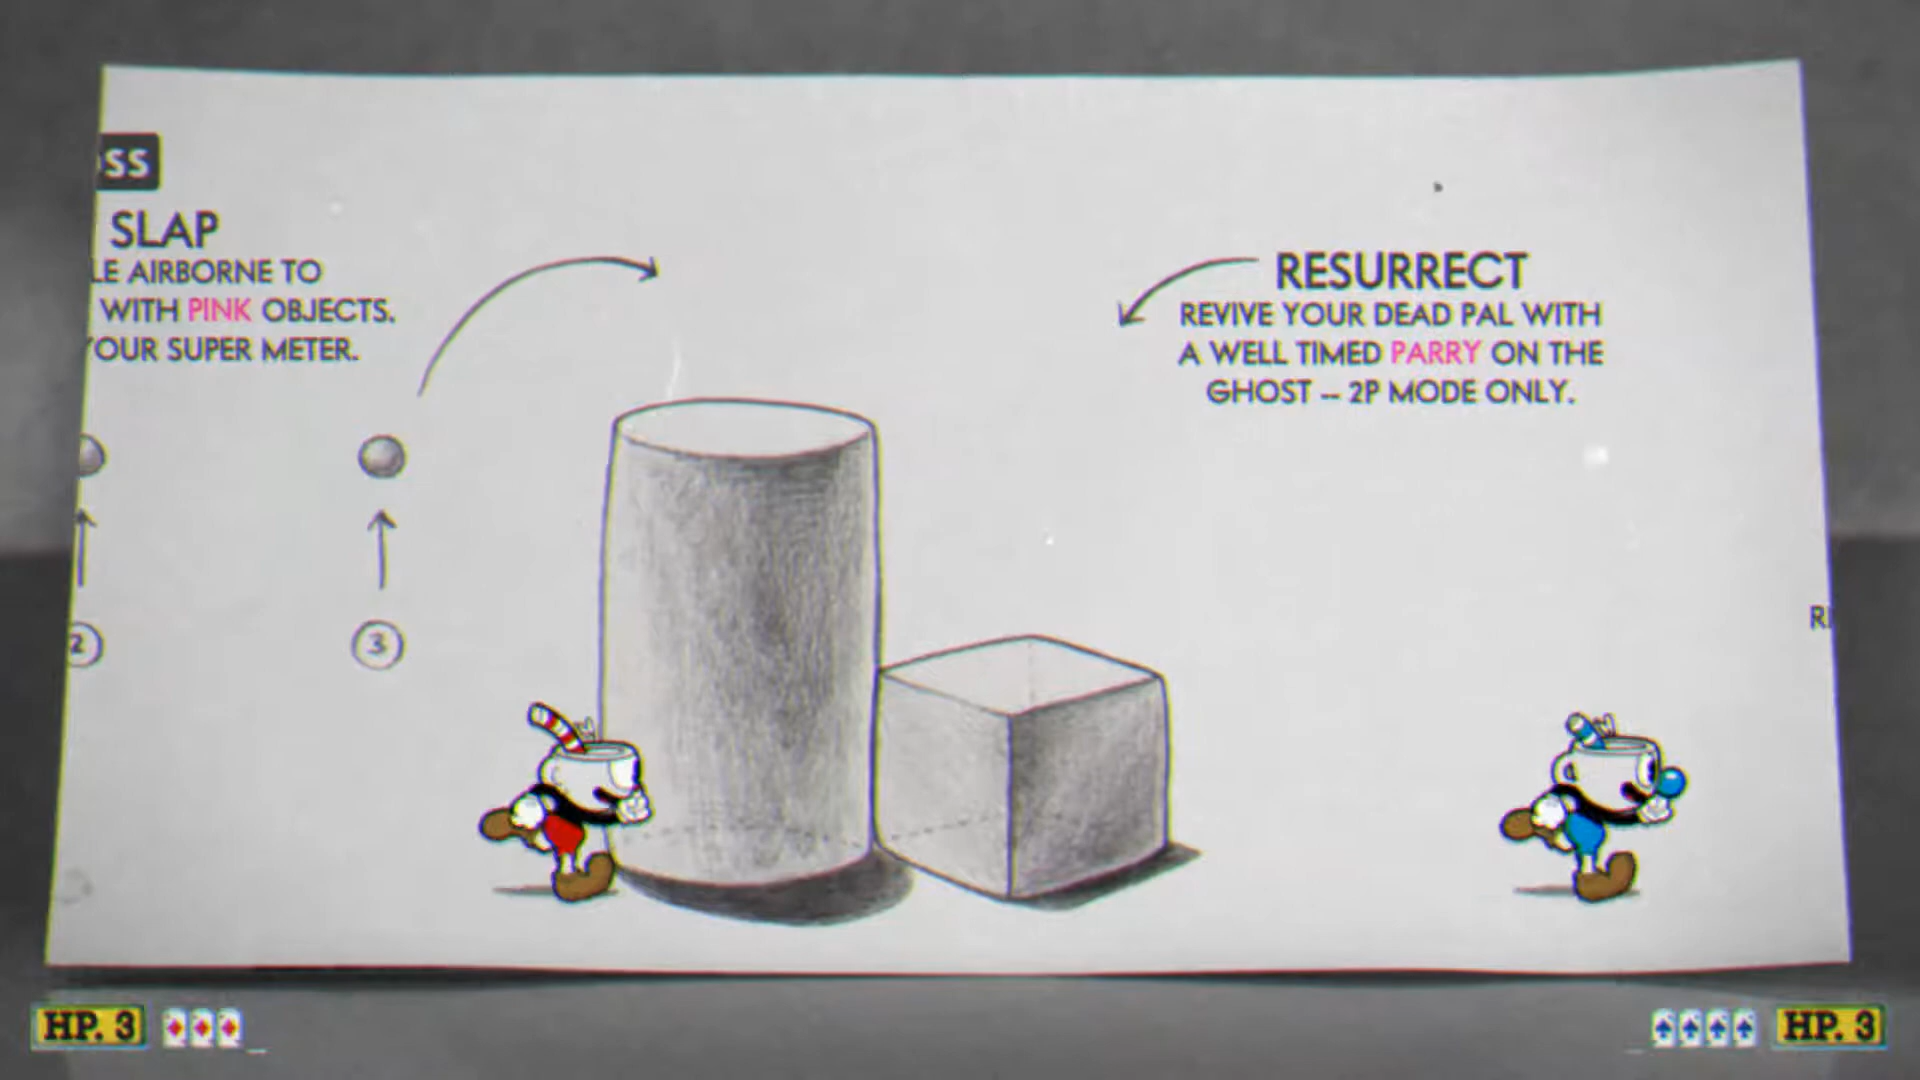 SS
SLAP
LE AIRBORNE TO
WITH PINK OBJECTS.
OUR SUPER METER.
2
3
RESURRECT
REVIVE YOUR DEAD PAL WITH
A WELL TIMED PARRY ON THE
GHOST -- 2P MODE ONLY.
R
HP. 3
HP. 3